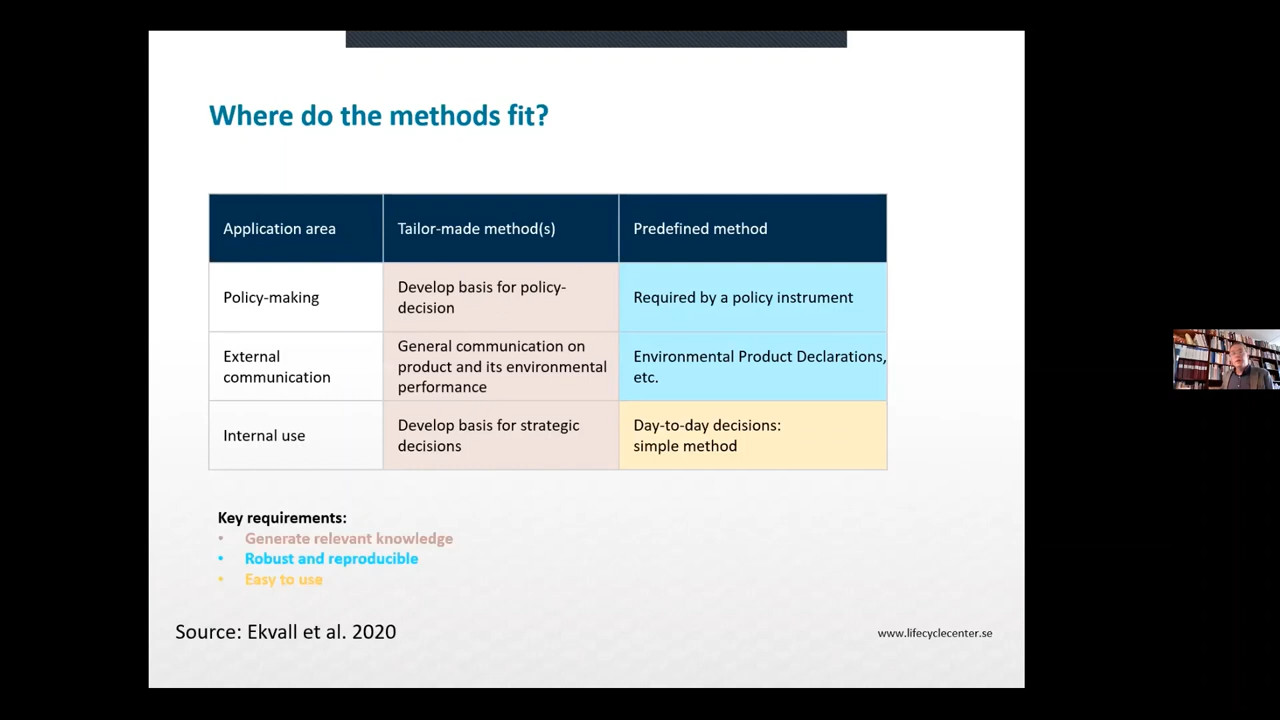 Where do the methods fit?
Application area
Tailor-made method(s)
Predefined method
Policy-making
Develop basis for policy-
decision
Required by a policy instrument
External
communication
General communication on
product and its environmental
performance
Environmental Product Declarations,
etc.
Internal use
Develop basis for strategic
decisions
Day-to-day decisions:
simple method
Key requirements:
• Generate relevant knowledge
• Robust and reproducible
• Easy to use
Source: Ekvall et al. 2020
www.lifecyclecenter.se